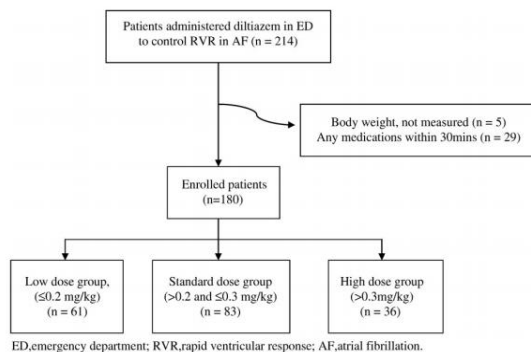 Patients administered diltiazem in ED
to control RVR in AF (n = 214)
Body weight, not measured (n = 5)
Any medications within 30mins (n = 29)
Enrolled patients
(n=180)
Low dose group,
(≤0.2 mg/kg)
n = 61)
Standard dose group
(>0.2 and ≤0.3 mg/kg)
n = 83)
High dose group
(>0.3mg/kg)
n = 36)
ED,emergency department; RVR,rapid ventricular response; AF,atrial fibrillation.